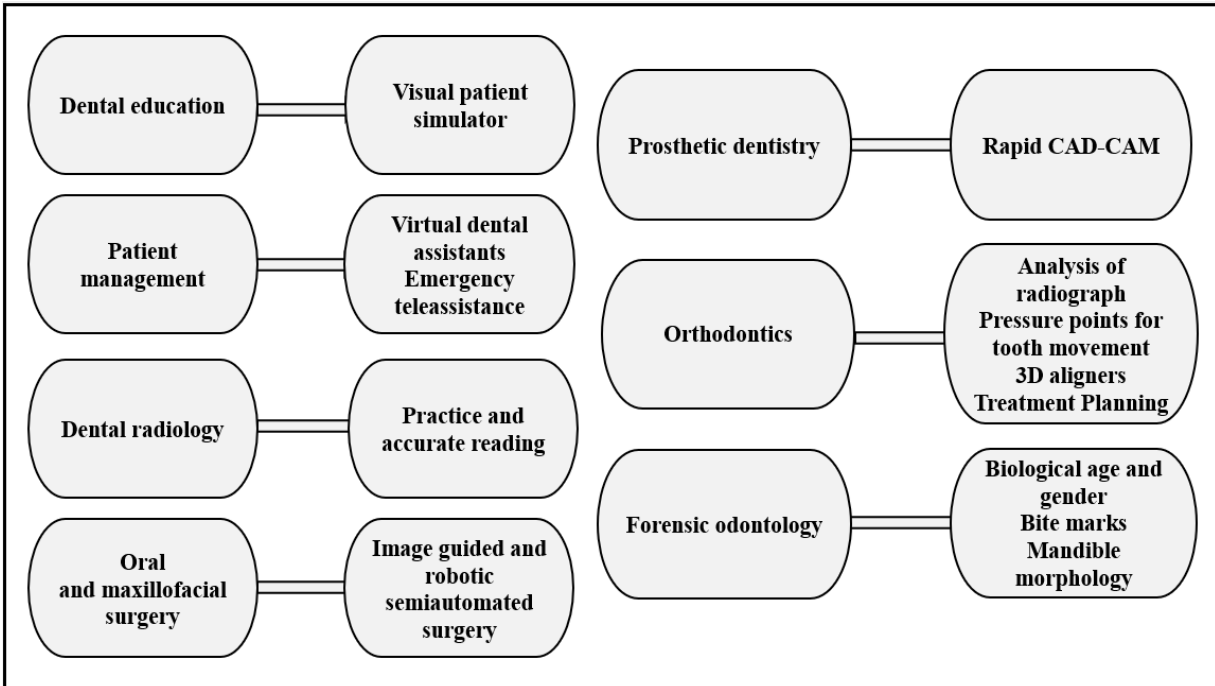 Dental education
Visual patient
simulator
Patient
management
Virtual dental
assistants
Emergency
teleassistance
Dental radiology
Practice and
accurate reading
Oral
and maxillofacial
surgery
Image guided and
robotic
semiautomated
surgery
Prosthetic dentistry
Rapid CAD-CAM
Orthodontics
Analysis of
radiograph
Pressure points for
tooth movement
3D aligners
Treatment Planning
Forensic odontology
Biological age and
gender
Bite marks
Mandible
morphology